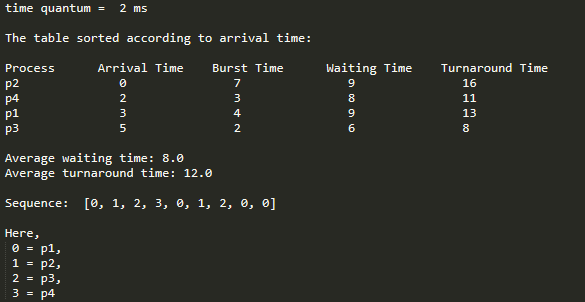 time quantum =  2 ms
The table sorted according to arrival time:
Process      Arrival Time    Burst Time      Waiting Time    Turnaround Time
p2              0               7               9               16
p4              2               3               8               11
p1              3               4               9               13
p3              5               2               6               8
Average waiting time: 8.0
Average turnaround time: 12.0
Sequence:  [0, 1, 2, 3, 0, 1, 2, 0, 0]
Here,
0 = p1,
1 = p2,
2 = p3,
3 = p4